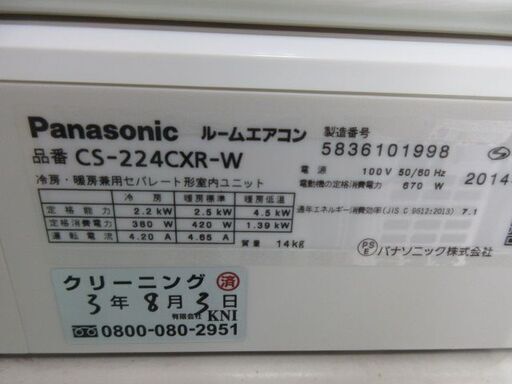 Panasonic ルームエアコン
品番 CS-224CXR-W
冷房・暖房兼用セパレート形室内ユニット
冷房 暖房標準 暖房低温
定格能力 2.2 kW 2.5 kW 4.5 kW
定格消費電力 380 W 420 W 1.39 kW
運転電流 4.20 A 4.65 A
質量 14kg
製造番号
5836101998
電源 100V 50/60 Hz
電動機の定格消費電力 670 W
2014
通年エネルギー消費効率(JIS C 9612:2013) 7.1
PS
E パナソニック株式会社
クリーニング 済
3年8月3日
有限会社 KNI
0800-080-2951